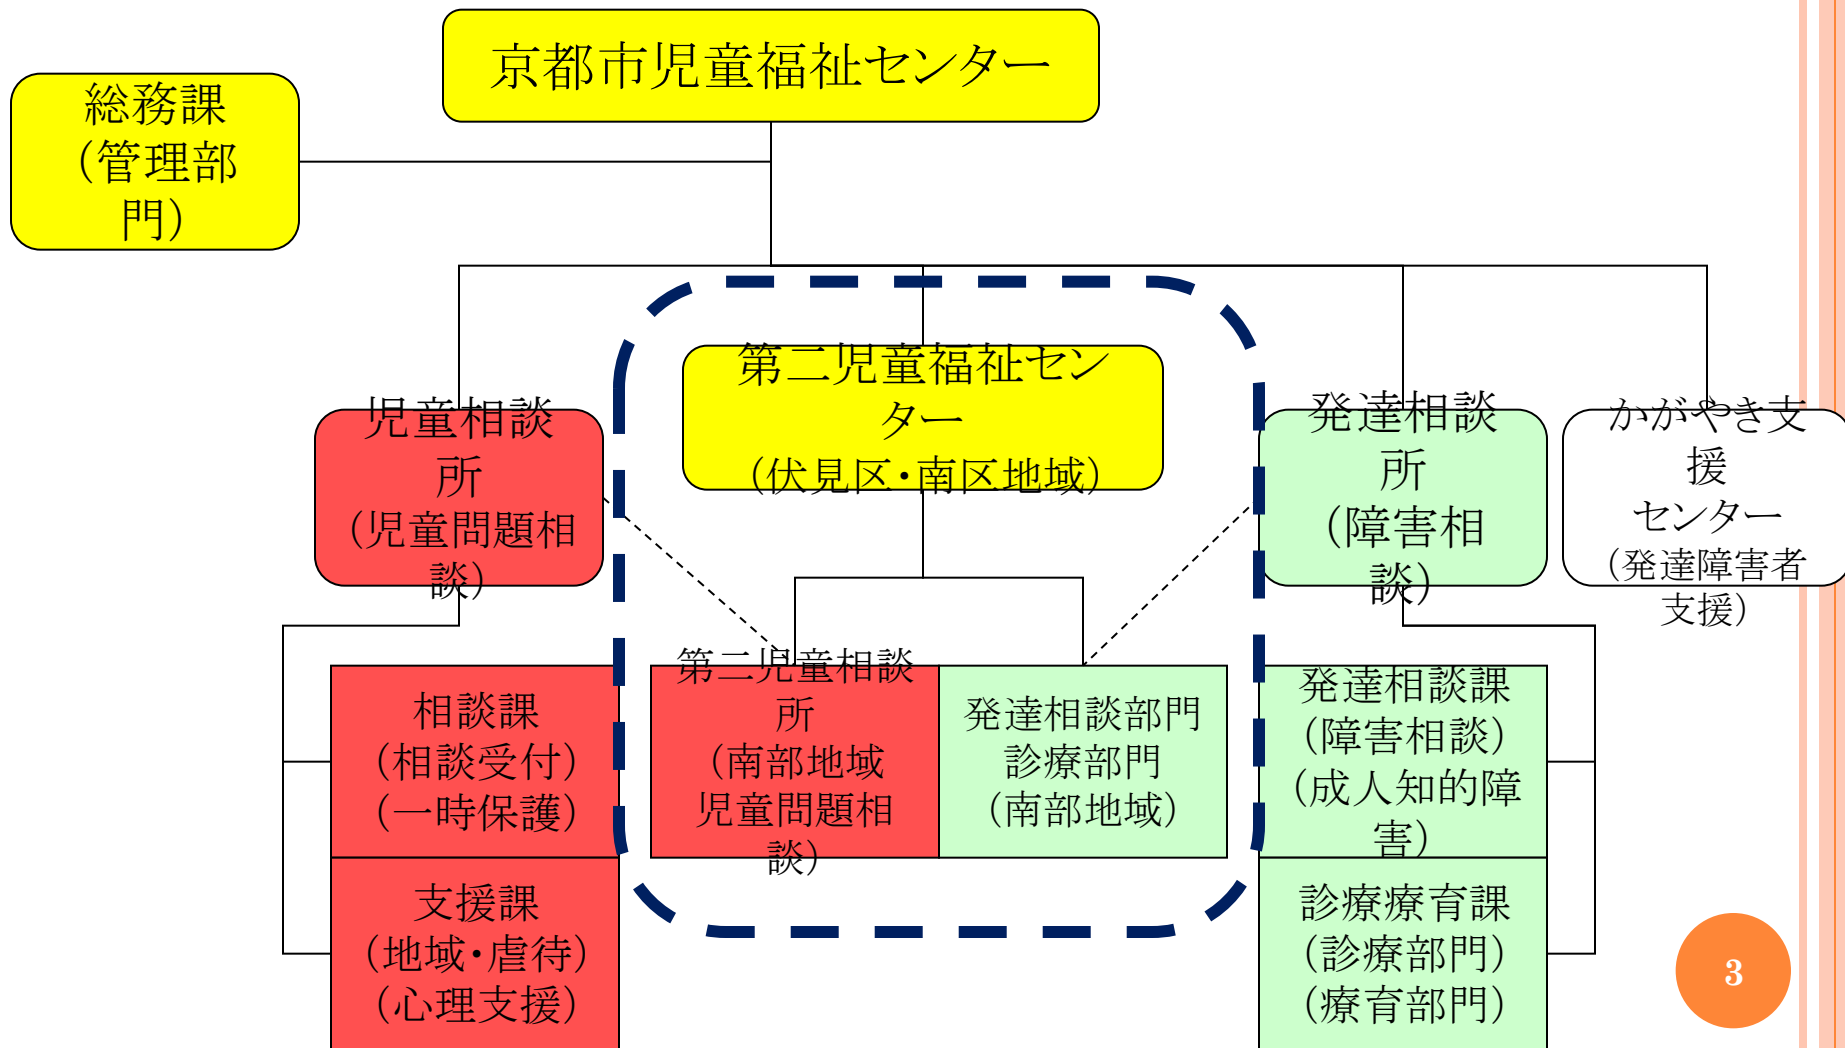 京都市児童福祉センター
総務課
（管理部
門）
第二児童福祉セン
ター
（伏見区・南区地域）
児童相談
所
（児童問題相
談）
発達相談
所
（障害相
談）
かがやき支
援
センター
（発達障害者
支援）
相談課
（相談受付）
（一時保護）
支援課
（地域・虐待）
（心理支援）
第二児童相談
所
（南部地域
児童問題相
談）
発達相談部門
診療部門
（南部地域）
発達相談課
（障害相談）
（成人知的障
害）
診療療育課
（診療部門）
（療育部門）
3